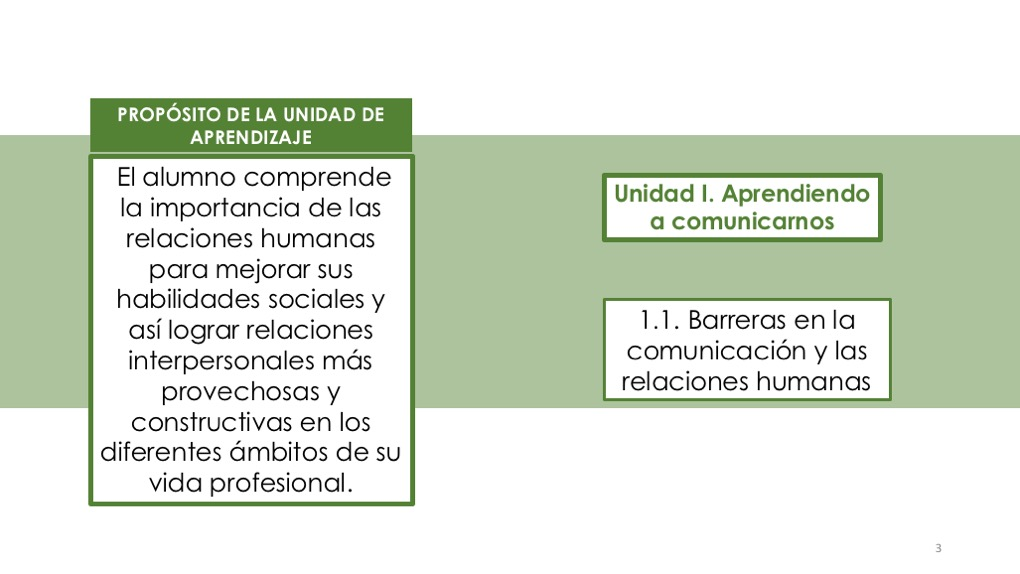 PROPÓSITO DE LA UNIDAD DE
APRENDIZAJE
El alumno comprende
la importancia de las
relaciones humanas
para mejorar sus
habilidades sociales y
así lograr relaciones
interpersonales más
provechosas y
constructivas en los
diferentes ámbitos de su
vida profesional.
Unidad I. Aprendiendo
a comunicarnos
1.1. Barreras en la
comunicación y las
relaciones humanas
3